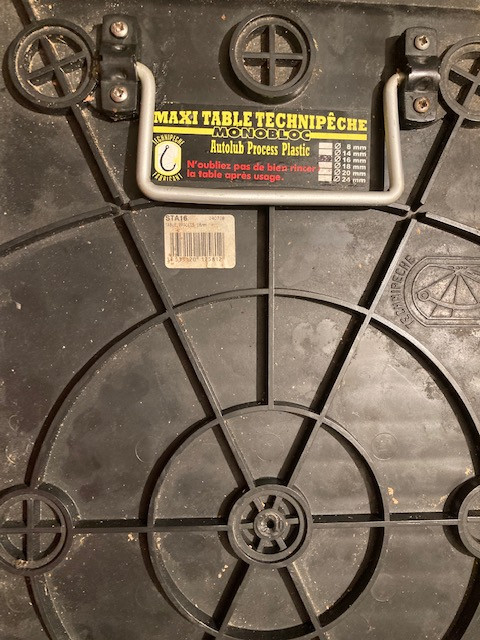 MAXI TABLE TECHNIPÊCHE
MONOBLOC
Autolub Process Plastic
TECHNIPÊCHE
FABRICANT
N'oubliez pas de bien rincer
la table après usage.
Ø 8 mm
Ø 14 mm
Ø 16 mm
Ø 18 mm
Ø 20 mm
Ø 24 mm
STA16
TECHNIPECHE